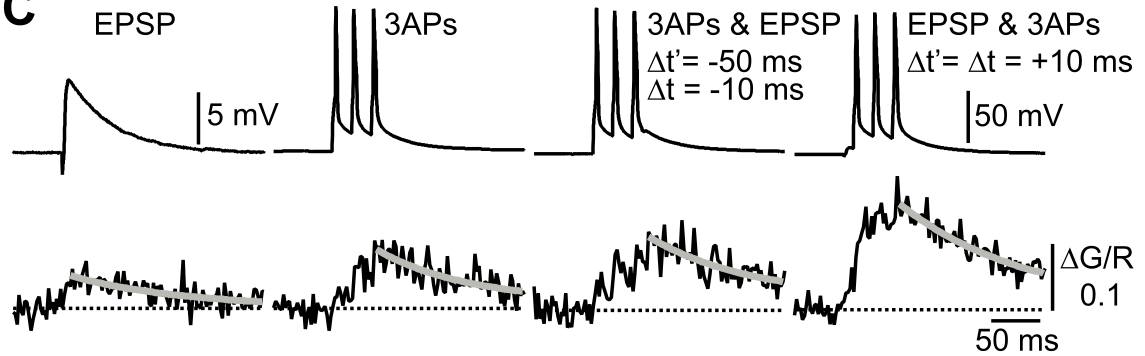 C
EPSP
3APs
3APs & EPSP
Δt’= -50 ms
Δt = -10 ms
EPSP & 3APs
Δt’= Δt = +10 ms
5 mV
50 mV
ΔG/R
0.1
50 ms